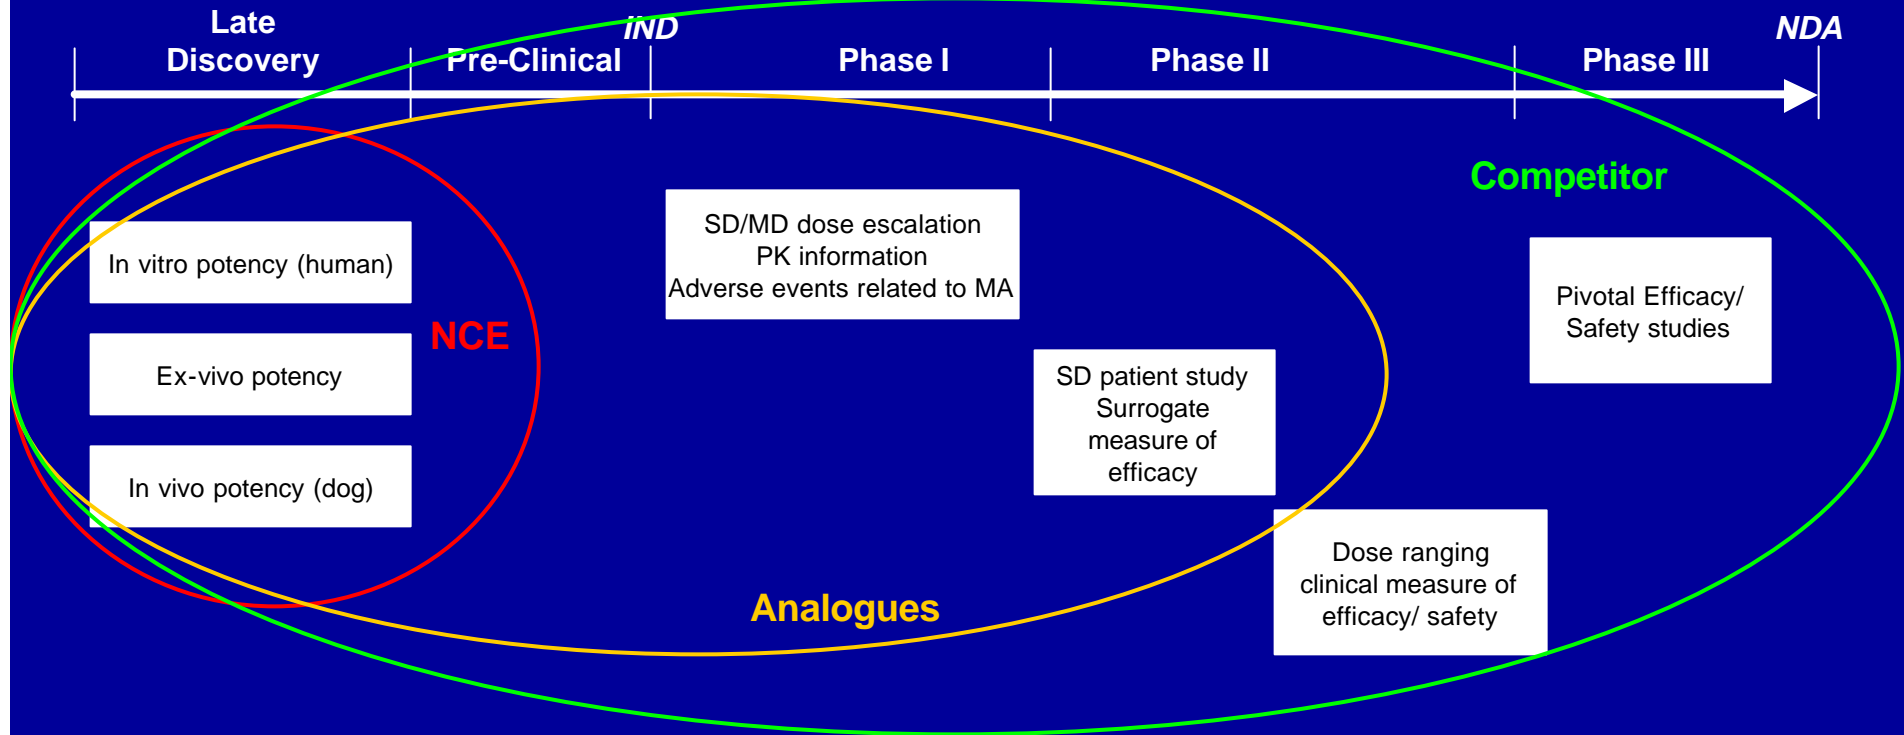 Late
Discovery
Pre-Clinical
IND
Phase I
Phase II
Phase III
NDA
Competitor
In vitro potency (human)
SD/MD dose escalation
PK information
Adverse events related to MA
Pivotal Efficacy/
Safety studies
NCE
Ex-vivo potency
SD patient study
Surrogate
measure of
efficacy
In vivo potency (dog)
Dose ranging
clinical measure of
efficacy/ safety
Analogues